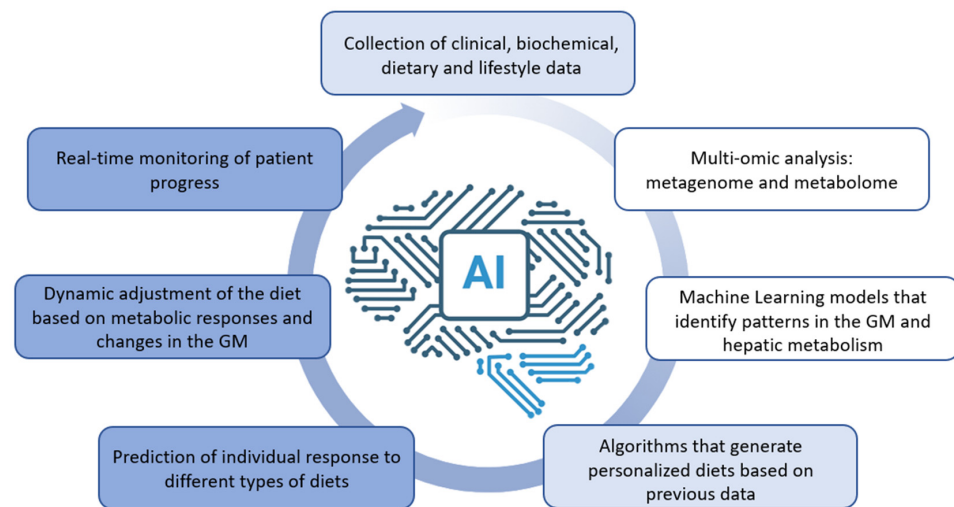 Collection of clinical, biochemical,
dietary and lifestyle data
Multi-omic analysis:
metagenome and metabolome
Machine Learning models that
identify patterns in the GM and
hepatic metabolism
Algorithms that generate
personalized diets based on
previous data
Prediction of individual response to
different types of diets
Dynamic adjustment of the diet
based on metabolic responses and
changes in the GM
Real-time monitoring of patient
progress
AI